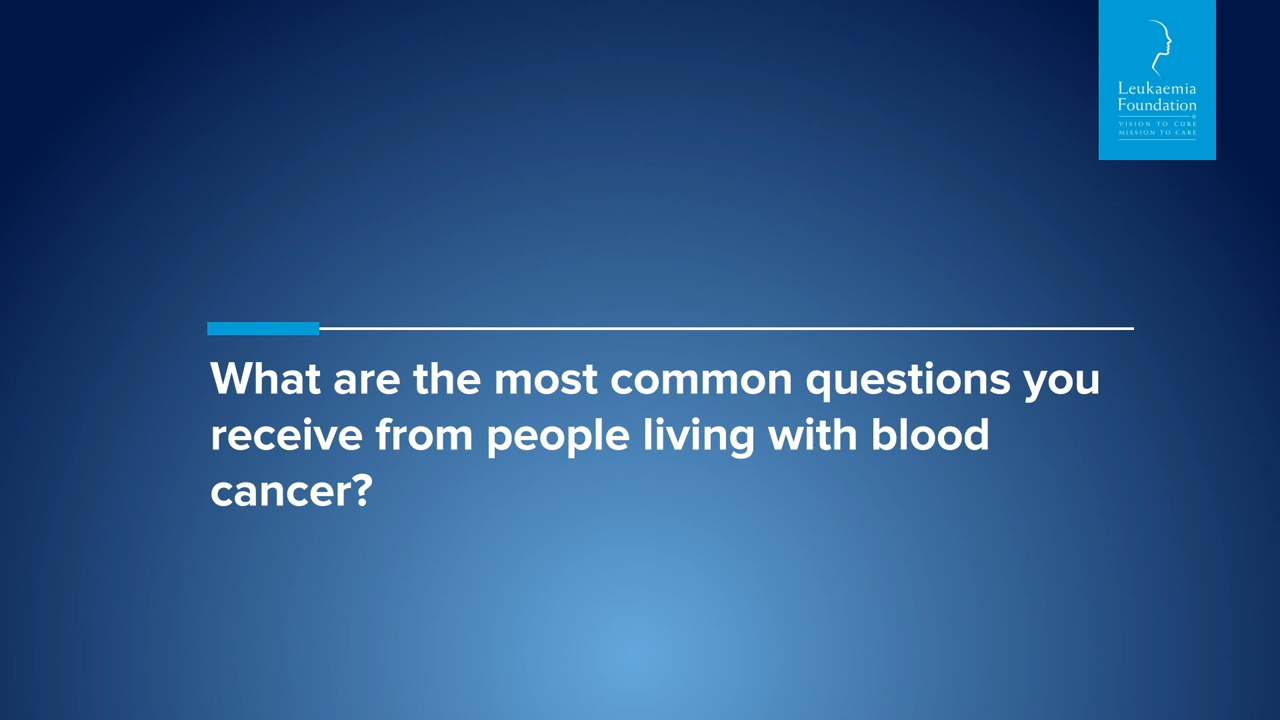 Leukaemia
Foundation
®
VISION TO CURE
MISSION TO CARE
What are the most common questions you
receive from people living with blood
cancer?